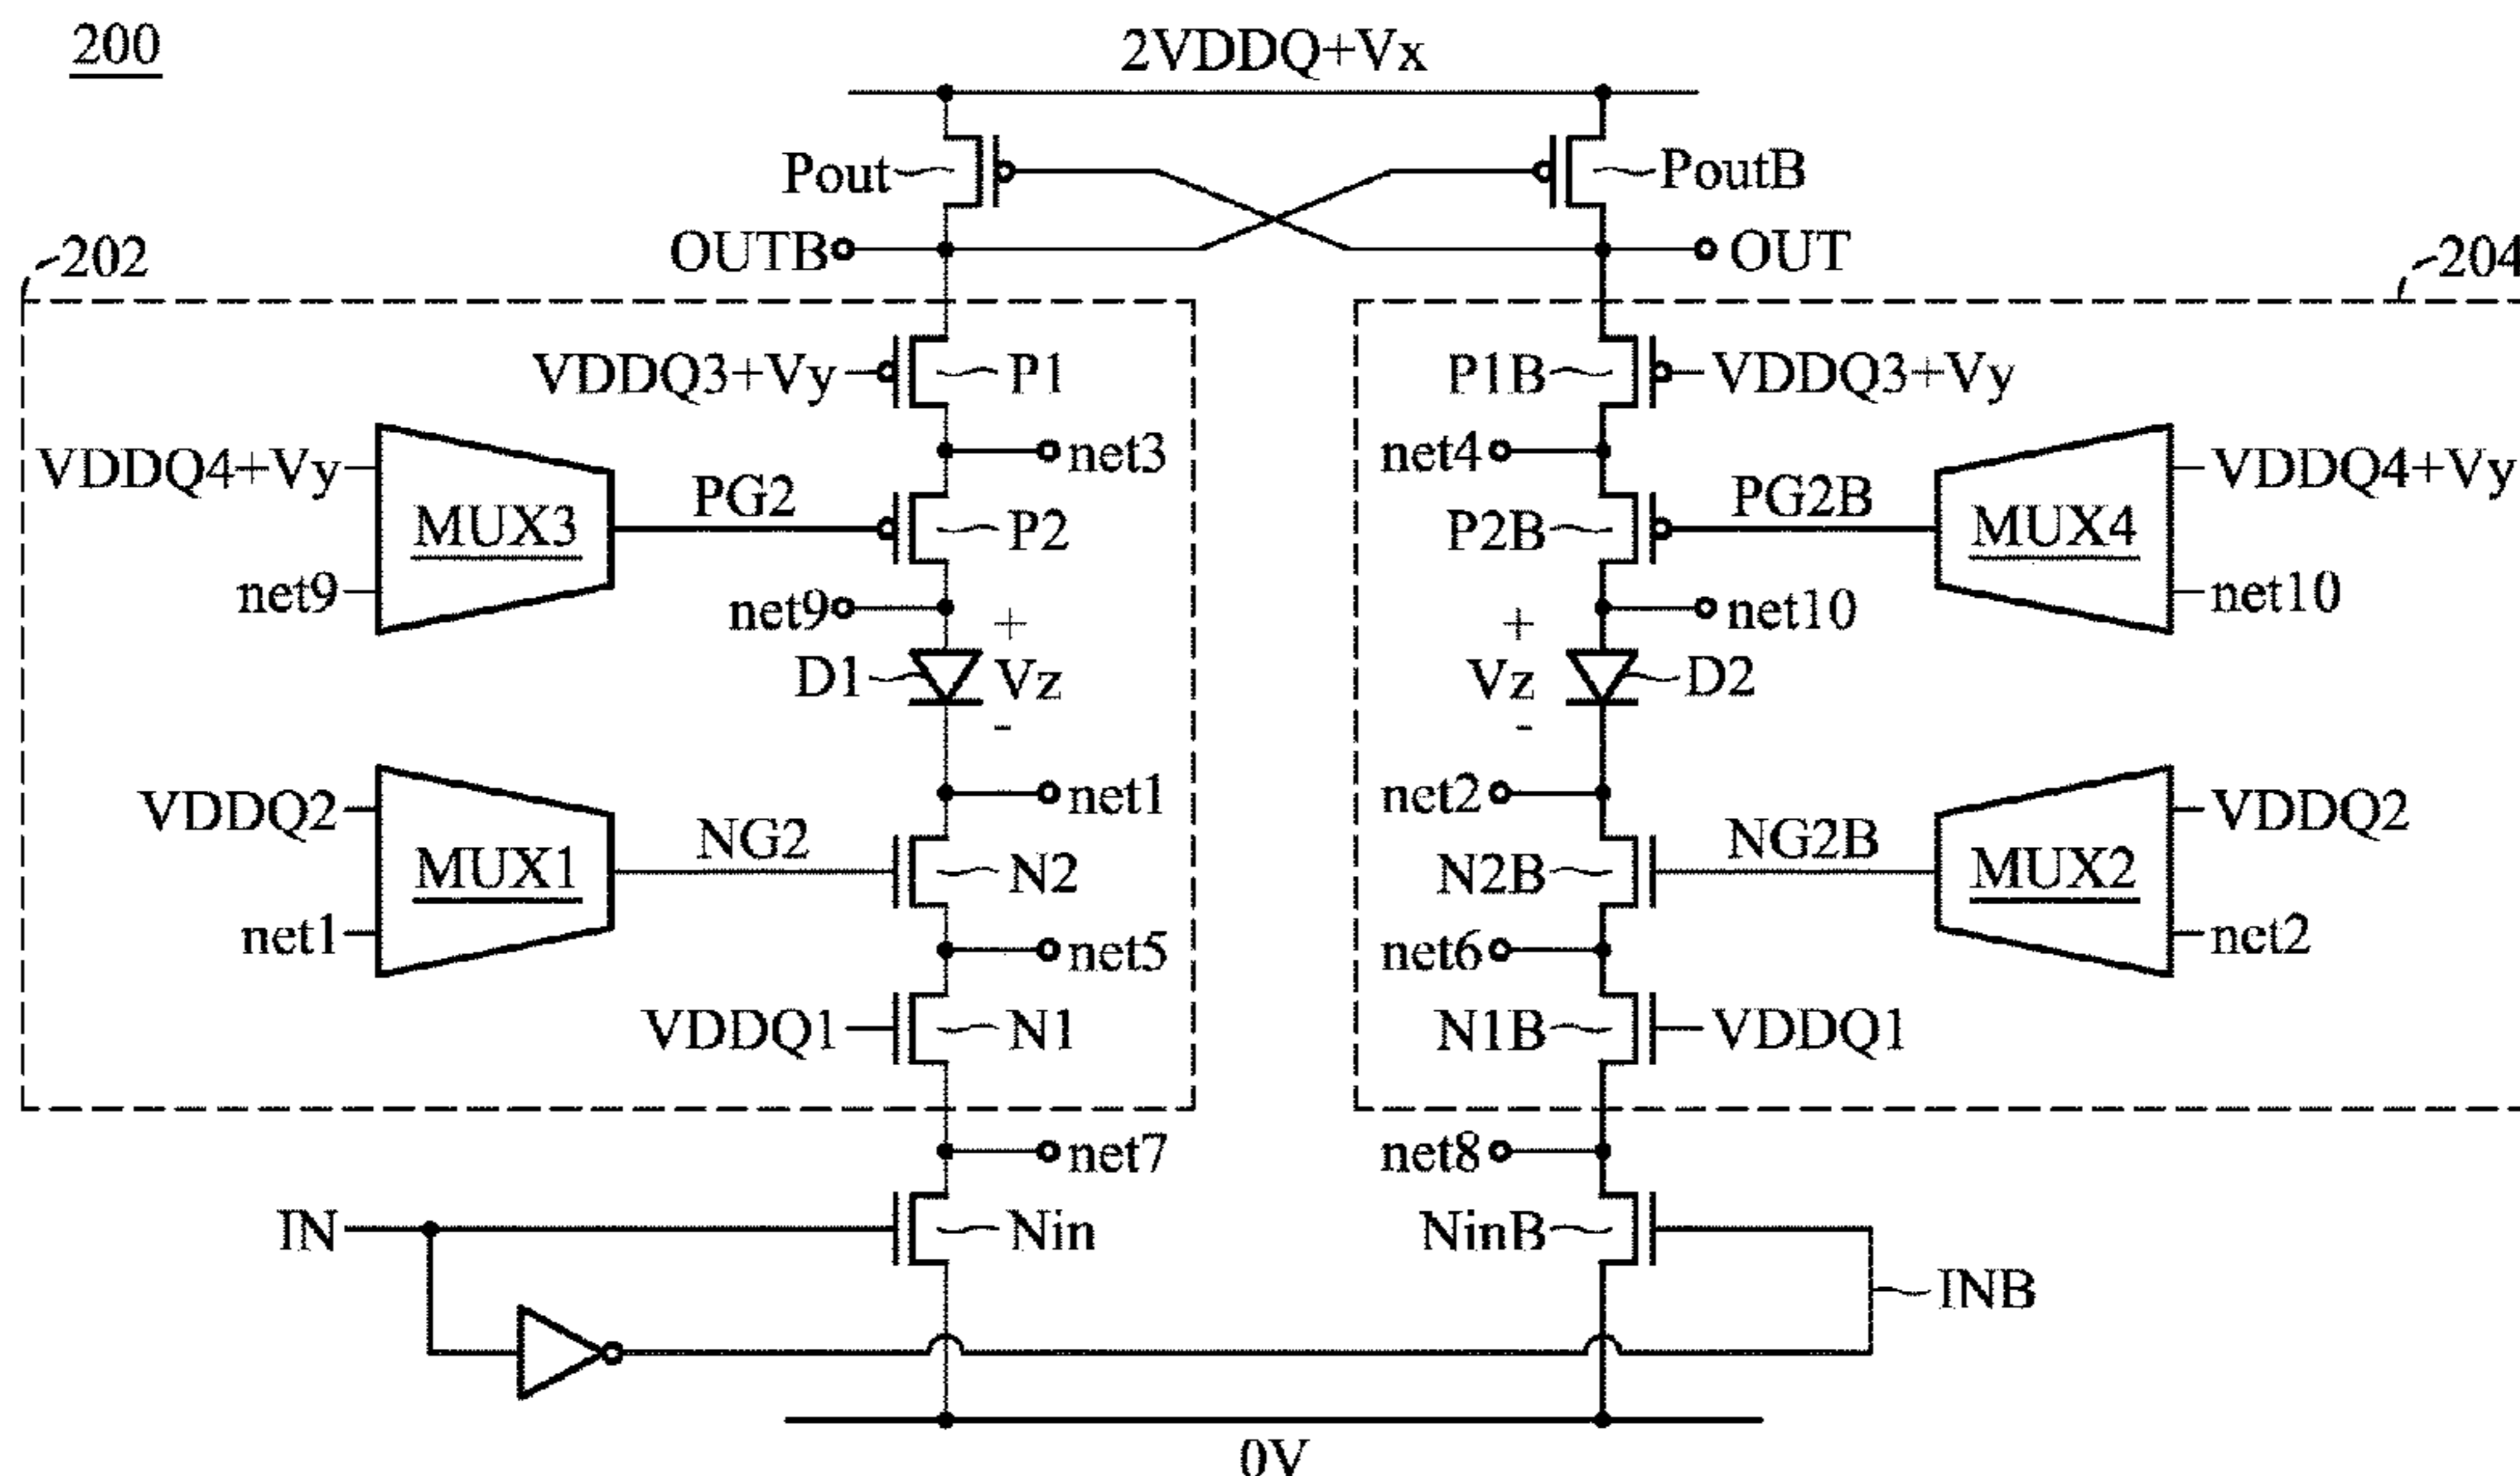 200
2VDDQ+Vx
Pout
PoutB
OUTB
OUT
202
204
VDDQ3+Vy
P1
P1B
VDDQ3+Vy
VDDQ4+Vy
net3
net4
VDDQ4+Vy
MUX3
PG2
P2
P2B
PG2B
MUX4
net9
net9
+
+
net10
net10
D1
Vz
Vz
D2
-
-
VDDQ2
net1
net2
VDDQ2
MUX1
NG2
N2
N2B
NG2B
MUX2
net1
net5
net6
net2
VDDQ1
N1
N1B
VDDQ1
net7
net8
IN
Nin
NinB
INB
0V